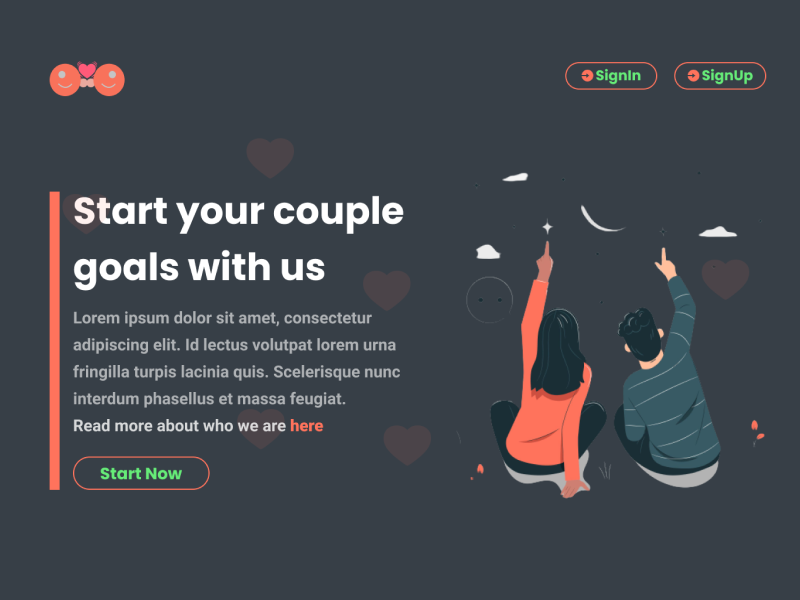 SignIn
SignUp
Start your couple
goals with us
Lorem ipsum dolor sit amet, consectetur
adipiscing elit. Id lectus volutpat lorem urna
fringilla turpis lacinia quis. Scelerisque nunc
interdum phasellus et massa feugiat.
Read more about who we are here
Start Now